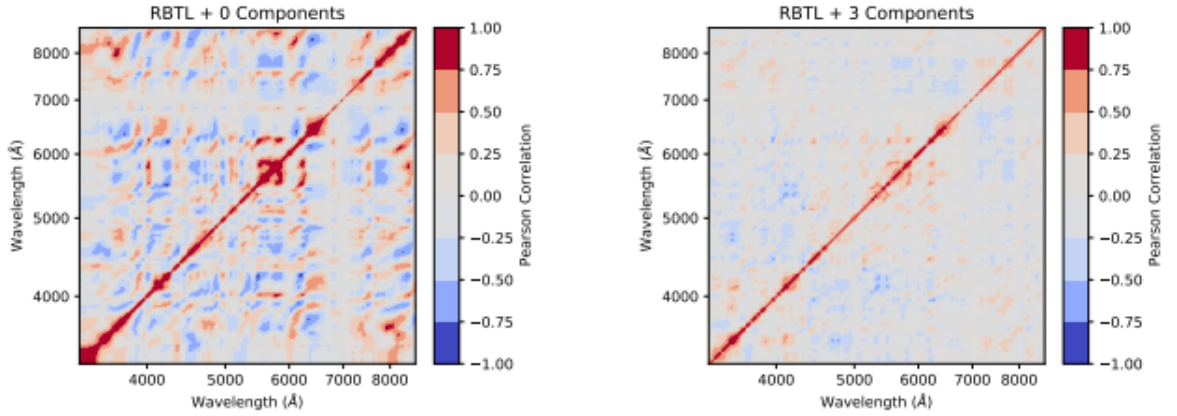 RBTL + 0 Components
8000
7000
6000
5000
4000
Wavelength (Å)
4000 5000 6000 7000 8000
Wavelength (Å)
1.00
0.75
0.50
0.25
0.00
−0.25
−0.50
−0.75
−1.00
Pearson Correlation
RBTL + 3 Components
8000
7000
6000
5000
4000
Wavelength (Å)
4000 5000 6000 7000 8000
Wavelength (Å)
1.00
0.75
0.50
0.25
0.00
−0.25
−0.50
−0.75
−1.00
Pearson Correlation